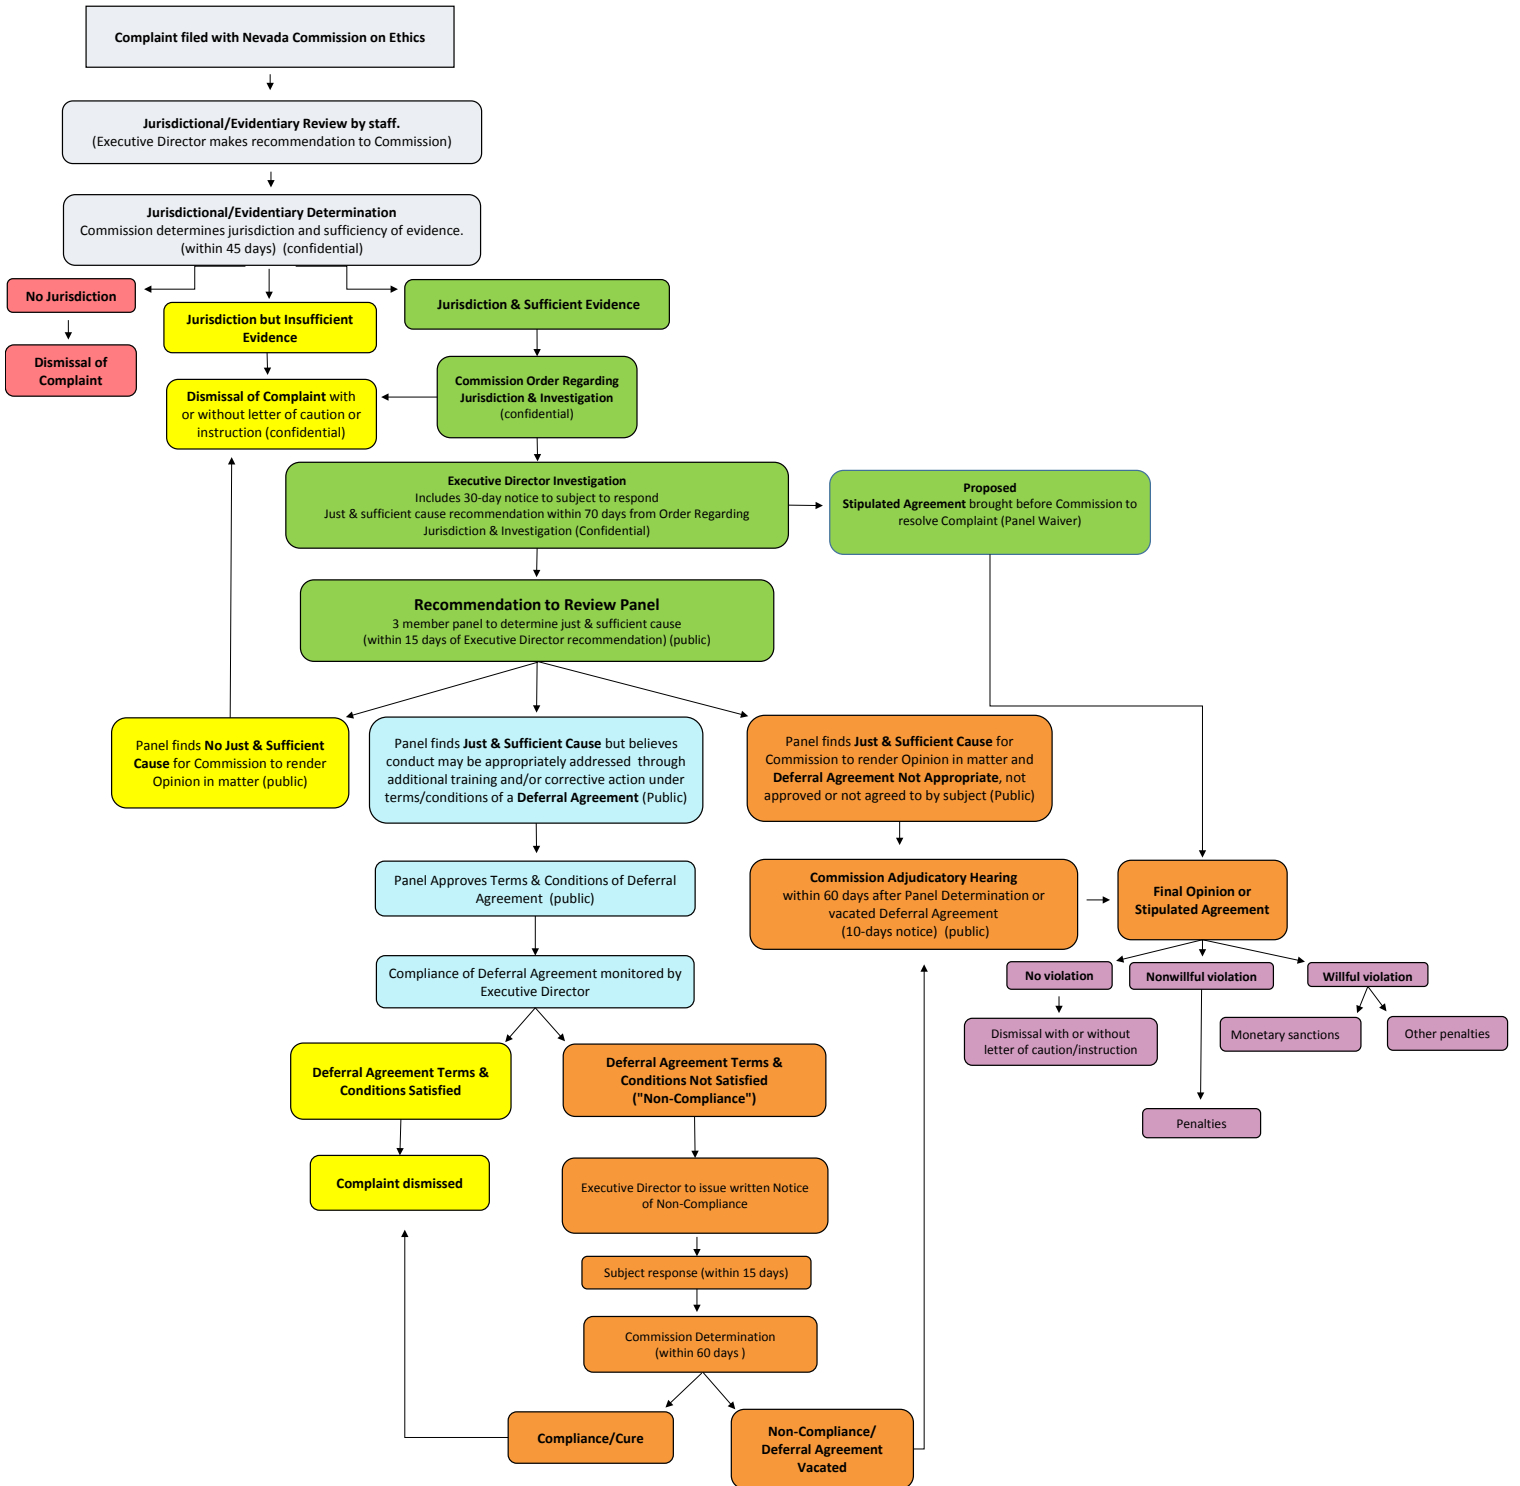 Complaint filed with Nevada Commission on Ethics
Jurisdictional/Evidentiary Review by staff.
(Executive Director makes recommendation to Commission)
Jurisdictional/Evidentiary Determination
Commission determines jurisdiction and sufficiency of evidence.
(within 45 days) (confidential)
No Jurisdiction
Dismissal of
Complaint
Jurisdiction but Insufficient
Evidence
Dismissal of Complaint with
or without letter of caution or
instruction (confidential)
Jurisdiction & Sufficient Evidence
Commission Order Regarding
Jurisdiction & Investigation
(confidential)
Executive Director Investigation
Includes 30-day notice to subject to respond
Just & sufficient cause recommendation within 70 days from Order Regarding
Jurisdiction & Investigation (Confidential)
Proposed
Stipulated Agreement brought before Commission to
resolve Complaint (Panel Waiver)
Recommendation to Review Panel
3 member panel to determine just & sufficient cause
(within 15 days of Executive Director recommendation) (public)
Panel finds No Just & Sufficient
Cause for Commission to render
Opinion in matter (public)
Panel finds Just & Sufficient Cause but believes
conduct may be appropriately addressed through
additional training and/or corrective action under
terms/conditions of a Deferral Agreement (Public)
Panel finds Just & Sufficient Cause for
Commission to render Opinion in matter and
Deferral Agreement Not Appropriate, not
approved or not agreed to by subject (Public)
Panel Approves Terms & Conditions of Deferral
Agreement (public)
Commission Adjudicatory Hearing
within 60 days after Panel Determination or
vacated Deferral Agreement
(10-days notice) (public)
Final Opinion or
Stipulated Agreement
Compliance of Deferral Agreement monitored by
Executive Director
No violation
Nonwillful violation
Willful violation
Dismissal with or without
letter of caution/instruction
Monetary sanctions
Other penalties
Penalties
Deferral Agreement Terms &
Conditions Satisfied
Deferral Agreement Terms &
Conditions Not Satisfied
("Non-Compliance")
Complaint dismissed
Executive Director to issue written Notice
of Non-Compliance
Subject response (within 15 days)
Commission Determination
(within 60 days )
Compliance/Cure
Non-Compliance/
Deferral Agreement
Vacated